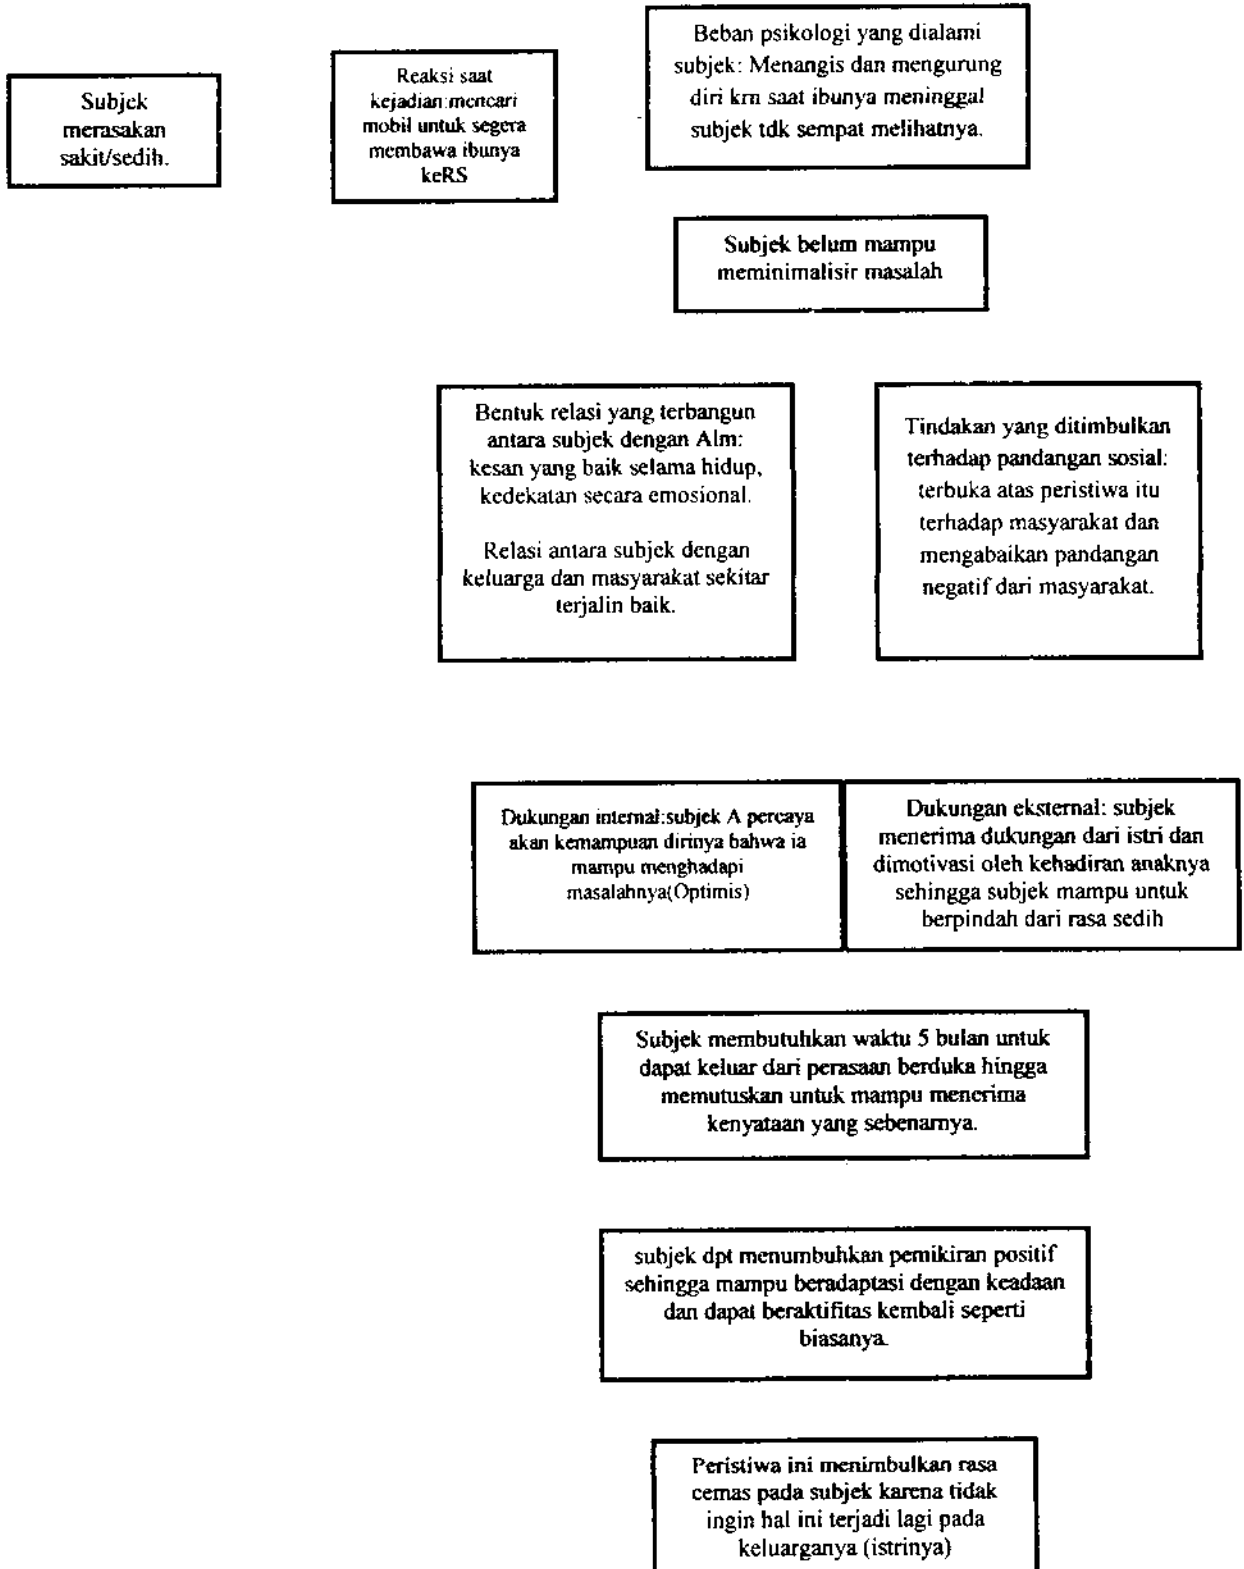 Subjek
merasakan
sakit/sedih.
Reaksi saat
kejadian:mencari
mobil untuk segera
membawa ibunya
keRS
Beban psikologi yang dialami
subjek: Menangis dan mengurung
diri krn saat ibunya meninggal
subjek tdk sempat melihatnya.
Subjek belum mampu
meminimalisir masalah
Bentuk relasi yang terbangun
antara subjek dengan Alm:
kesan yang baik selama hidup,
kedekatan secara emosional.
Relasi antara subjek dengan
keluarga dan masyarakat sekitar
terjalin baik.
Tindakan yang ditimbulkan
terhadap pandangan sosial:
terbuka atas peristiwa itu
terhadap masyarakat dan
mengabaikan pandangan
negatif dari masyarakat.
Dukungan internal:subjek A percaya
akan kemampuan dirinya bahwa ia
mampu menghadapi
masalahnya(Optimis)
Dukungan eksternal: subjek
menerima dukungan dari istri dan
dimotivasi oleh kehadiran anaknya
sehingga subjek mampu untuk
berpindah dari rasa sedih
Subjek membutuhkan waktu 5 bulan untuk
dapat keluar dari perasaan berduka hingga
memutuskan untuk mampu menerima
kenyataan yang sebenarnya.
subjek dpt menumbuhkan pemikiran positif
sehingga mampu beradaptasi dengan keadaan
dan dapat beraktifitas kembali seperti
biasanya.
Peristiwa ini menimbulkan rasa
cemas pada subjek karena tidak
ingin hal ini terjadi lagi pada
keluarganya (istrinya)